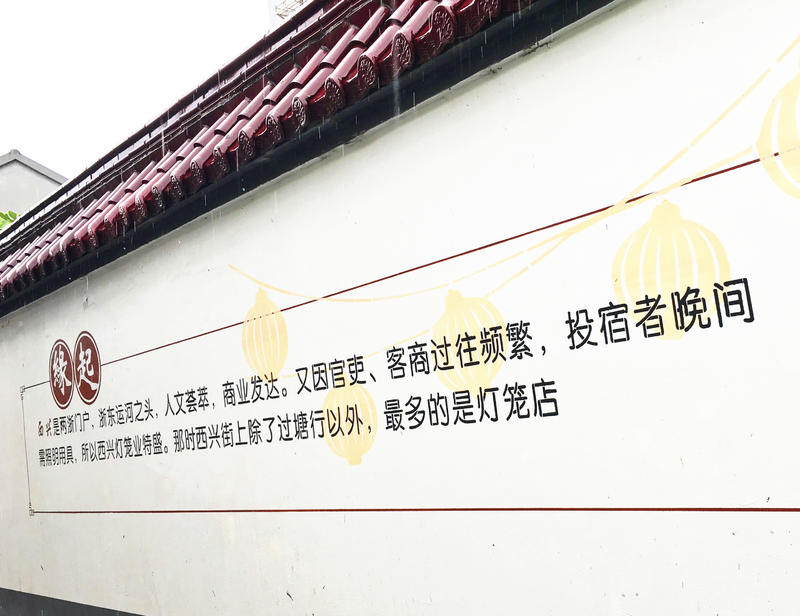 缘起
西兴是两浙门户,浙东运河之头,人文荟萃,商业发达。又因官吏、客商过往频繁,投宿者晚间
需照明用具,所以西兴灯笼业特盛。那时西兴街上除了过塘行以外,最多的是灯笼店